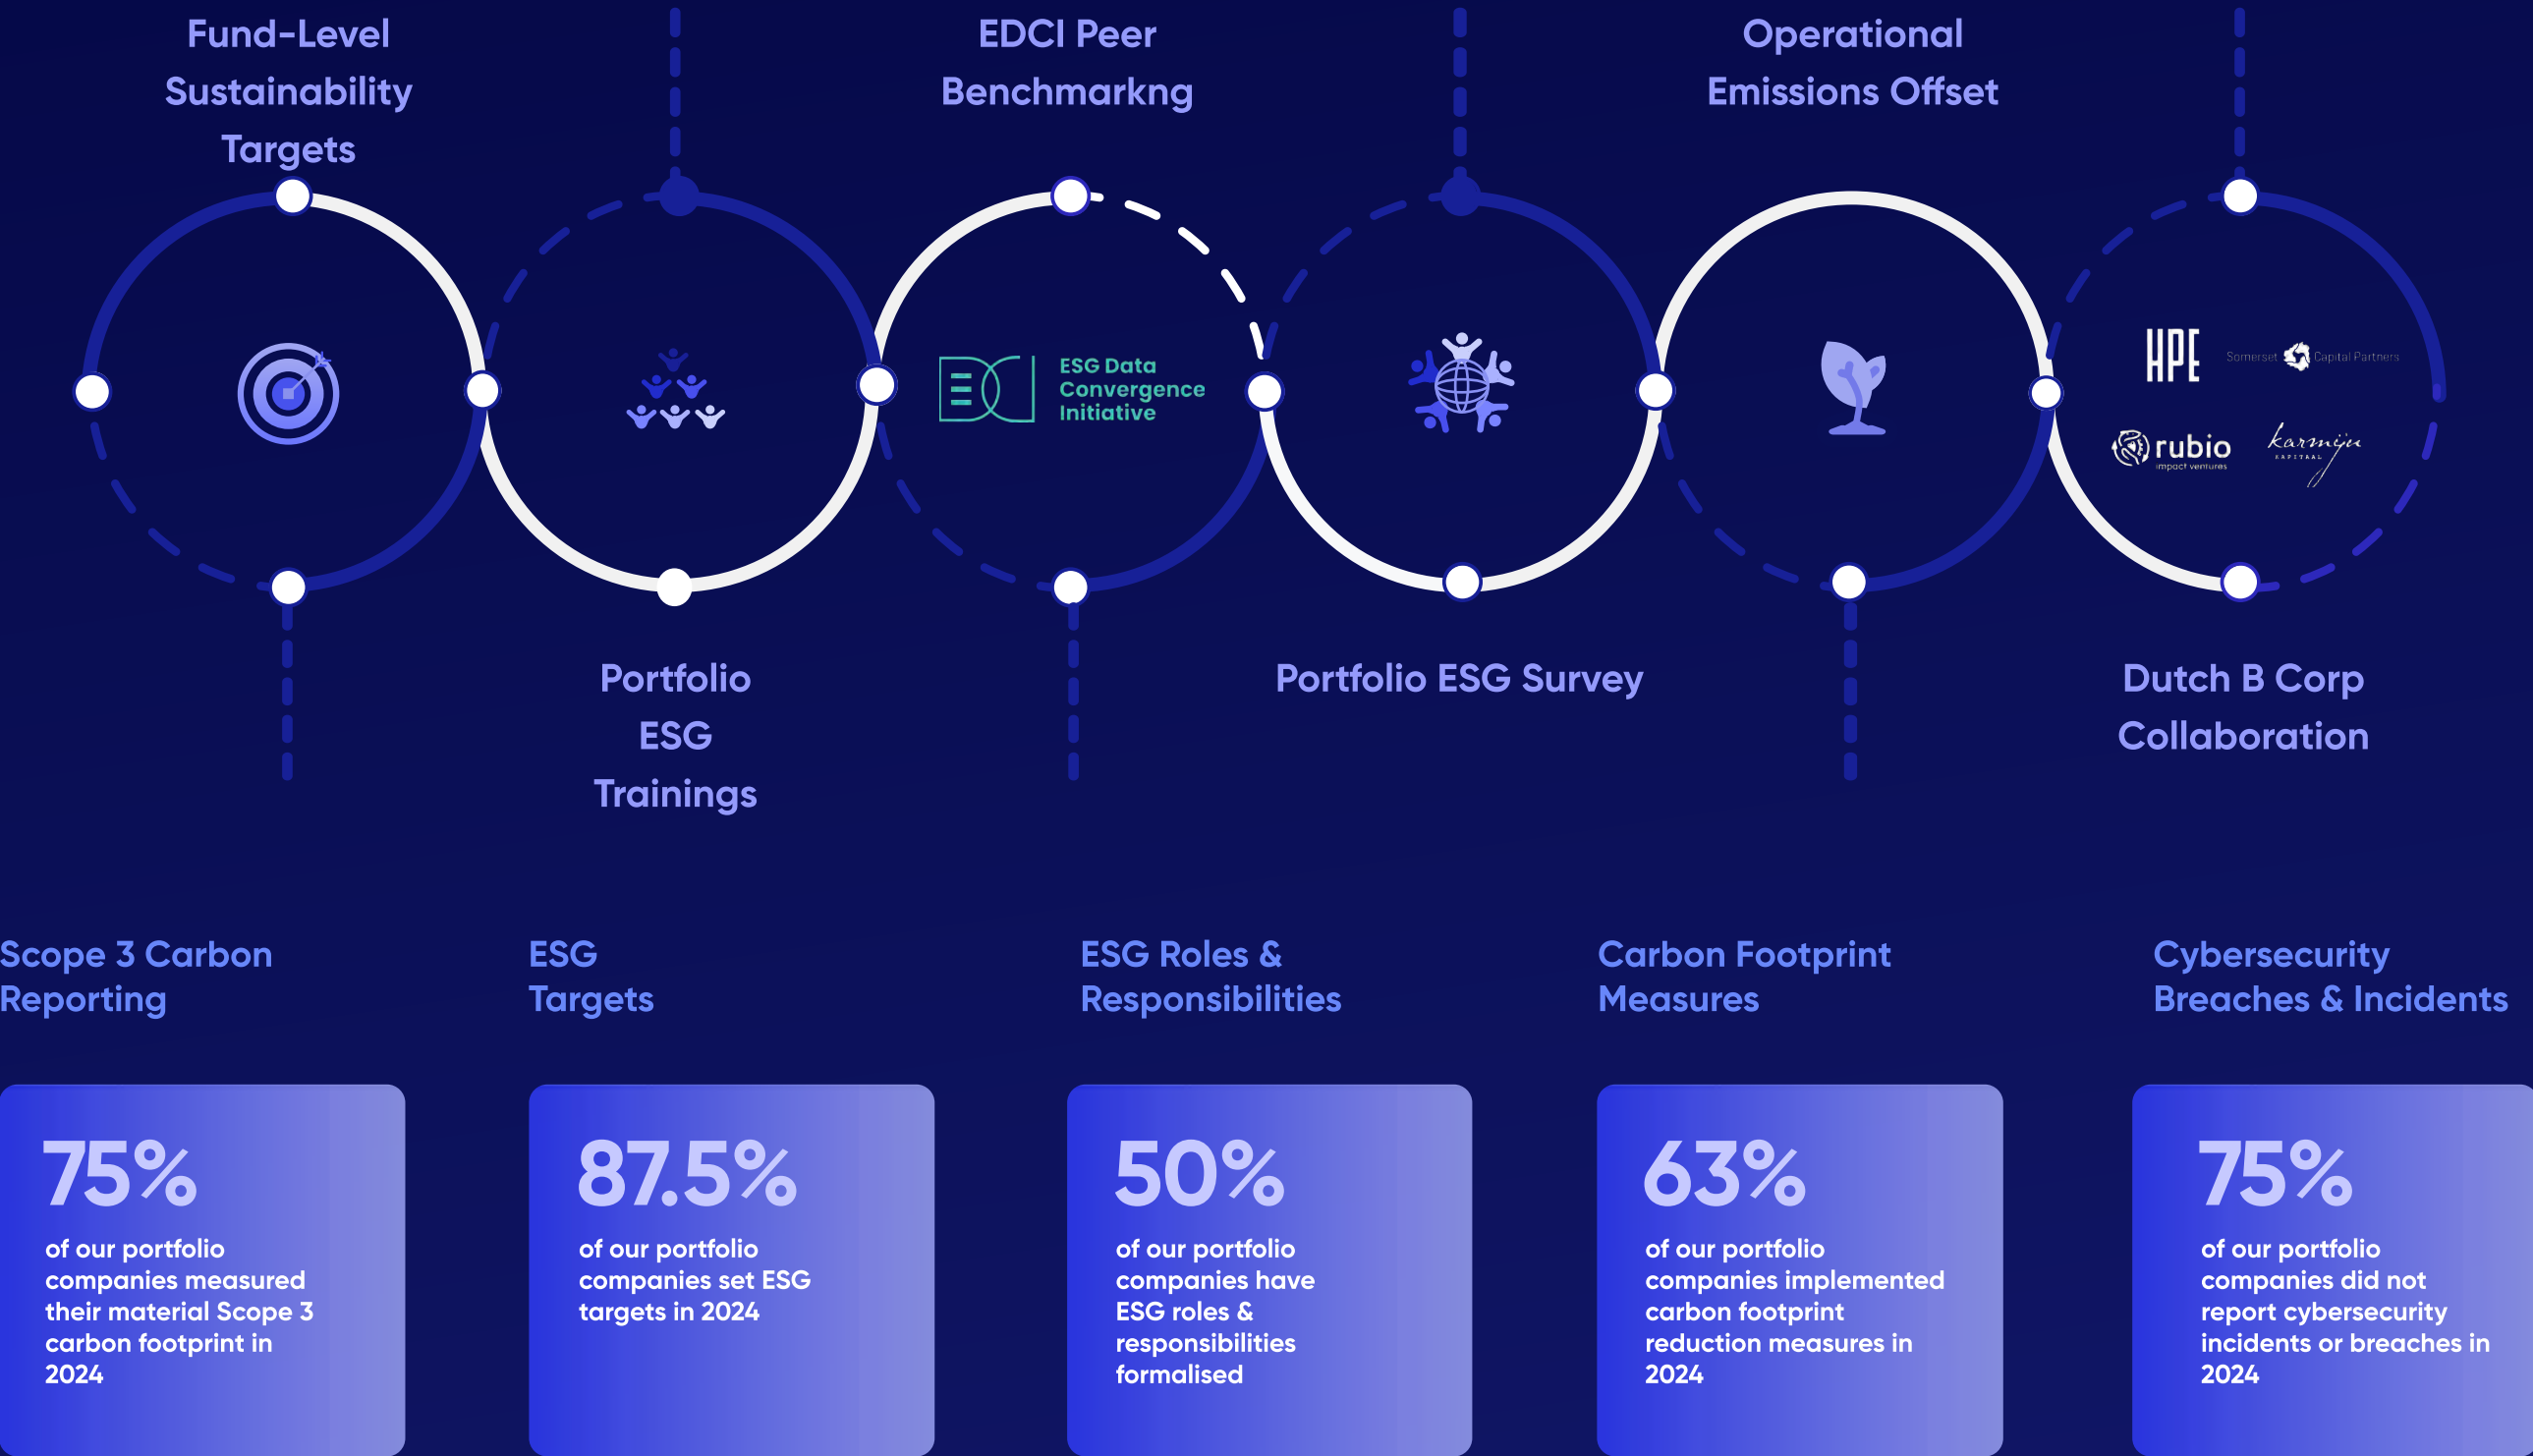 Fund-Level
Sustainability
Targets
EDCI Peer
Benchmarkng
Operational
Emissions Offset
ESG Data
Convergence
Initiative
HPE
Somerset Capital Partners
rubio
impact ventures
karmijn
KAPITAAL
Portfolio
ESG
Trainings
Portfolio ESG Survey
Dutch B Corp
Collaboration
Scope 3 Carbon
Reporting
75%
of our portfolio
companies measured
their material Scope 3
carbon footprint in
2024
ESG
Targets
87.5%
of our portfolio
companies set ESG
targets in 2024
ESG Roles &
Responsibilities
50%
of our portfolio
companies have
ESG roles &
responsibilities
formalised
Carbon Footprint
Measures
63%
of our portfolio
companies implemented
carbon footprint
reduction measures in
2024
Cybersecurity
Breaches & Incidents
75%
of our portfolio
companies did not
report cybersecurity
incidents or breaches in
2024